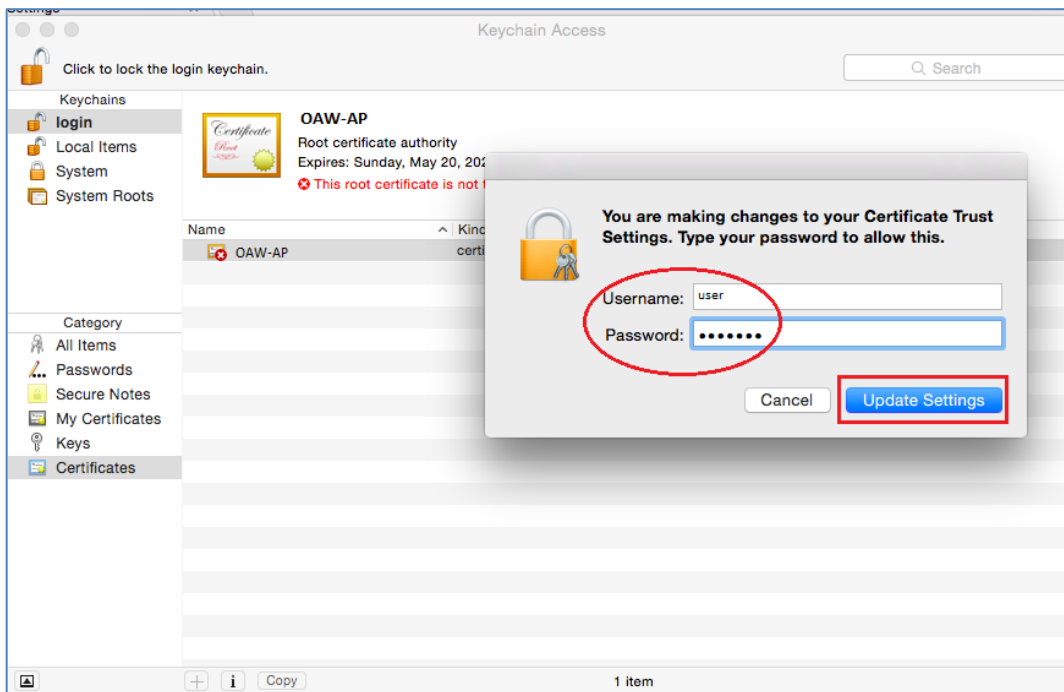 Settings
Keychain Access
Click to lock the login keychain.
Search
Keychains
login
Local Items
System
System Roots
Certificate
Root
OAW-AP
Root certificate authority
Expires: Sunday, May 20,
This root certificate is not
Name
Kind
OAW-AP
You are making changes to your Certificate Trust
Settings. Type your password to allow this.
Username: user
Password: •••••••
Cancel
Update Settings
Category
All Items
Passwords
Secure Notes
My Certificates
Keys
Certificates
Copy
1 item